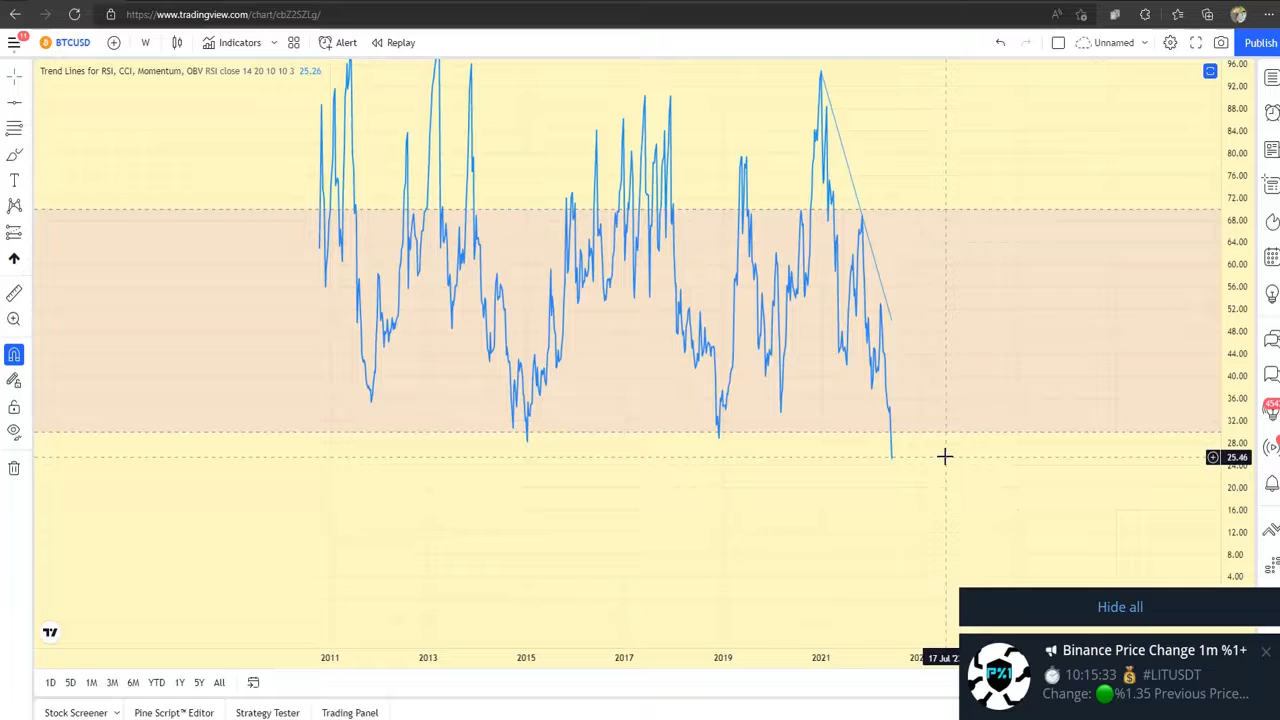 https://www.tradingview.com/chart/cbZ2SZLg/
11
BTCUSD
W
Indicators
Alert
Replay
Unnamed
Publish
Trend Lines for RSI, CCI, Momentum, OBV RSI close 14 20 10 10 3 25.26
96.00
92.00
88.00
84.00
80.00
76.00
72.00
68.00
64.00
60.00
56.00
52.00
48.00
44.00
40.00
36.00
32.00
28.00
25.46
24.00
20.00
16.00
12.00
8.00
4.00
454
Hide all
Binance Price Change 1m %1+
P%1
10:15:33 #LITUSDT
Change: %1.35 Previous Price...
2011
2013
2015
2017
2019
2021
17 Jul '2
1D
5D
1M
3M
6M
YTD
1Y
5Y
All
Stock Screener
Pine Script™ Editor
Strategy Tester
Trading Panel